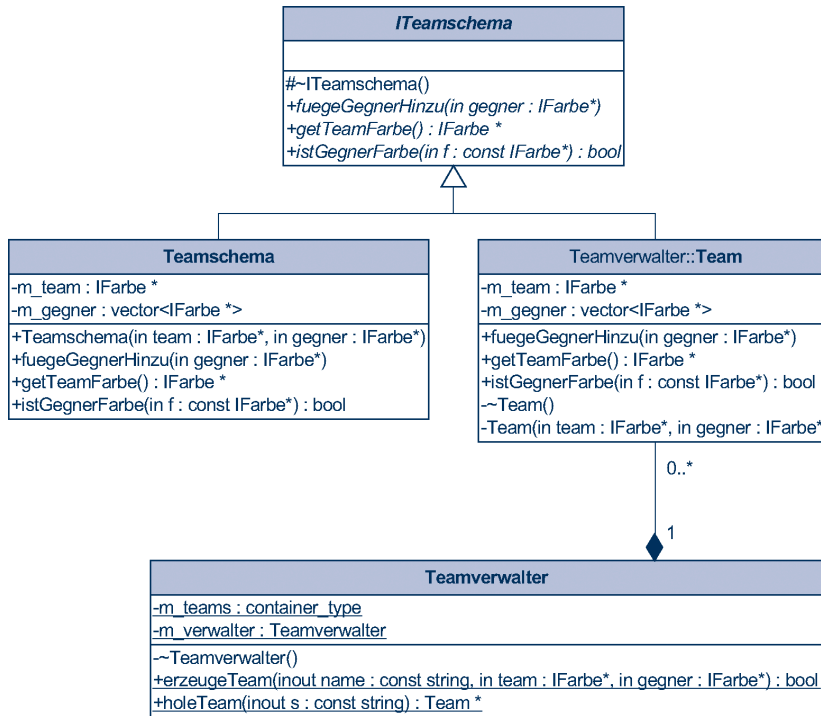 ITeamschema
#~ITeamschema()
+fuegeGegnerHinzu(in gegner : IFarbe*)
+getTeamFarbe() : IFarbe *
+istGegnerFarbe(in f : const IFarbe*) : bool
Teamschema
-m_team : IFarbe *
-m_gegner : vector<IFarbe *>
+Teamschema(in team : IFarbe*, in gegner : IFarbe*)
+fuegeGegnerHinzu(in gegner : IFarbe*)
+getTeamFarbe() : IFarbe *
+istGegnerFarbe(in f : const IFarbe*) : bool
Teamverwalter::Team
-m_team : IFarbe *
-m_gegner : vector<IFarbe *>
+fuegeGegnerHinzu(in gegner : IFarbe*)
+getTeamFarbe() : IFarbe *
+istGegnerFarbe(in f : const IFarbe*) : bool
-~Team()
-Team(in team : IFarbe*, in gegner : IFarbe*
0..*
1
Teamverwalter
-m_teams : container_type
-m_verwalter : Teamverwalter
-~Teamverwalter()
+erzeugeTeam(inout name : const string, in team : IFarbe*, in gegner : IFarbe*) : bool
+holeTeam(inout s : const string) : Team *